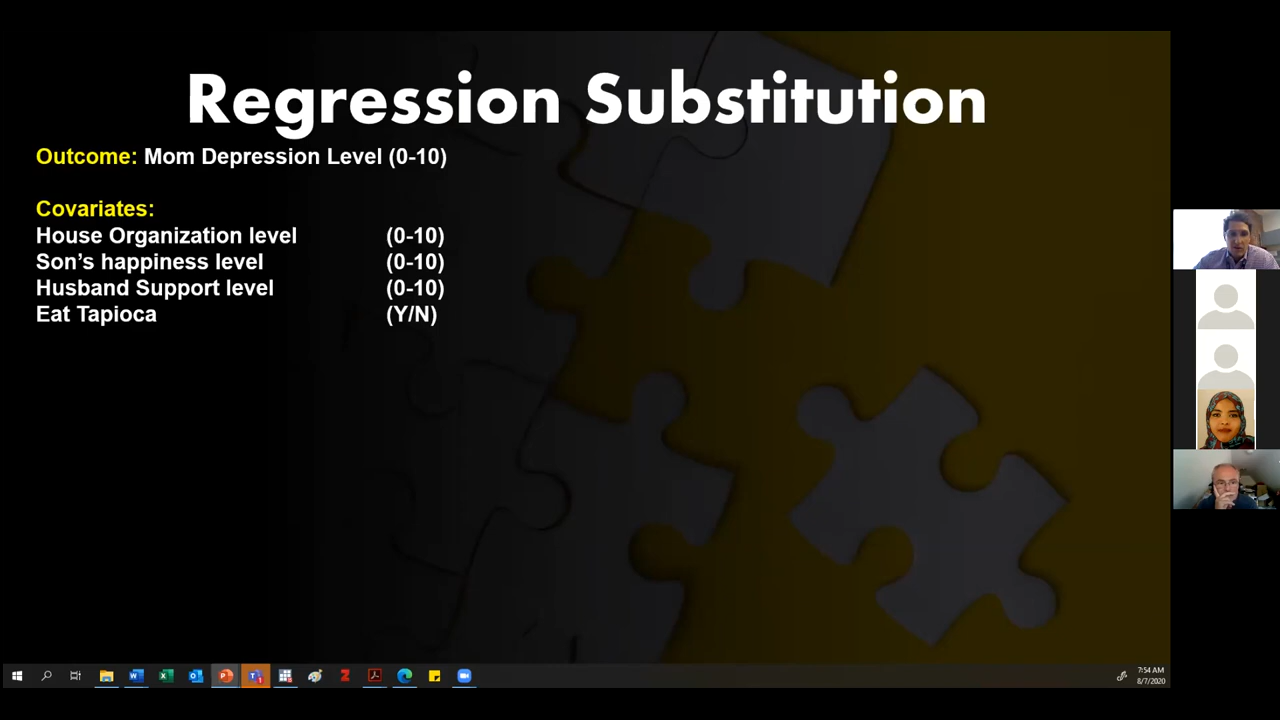 Regression Substitution
Outcome: Mom Depression Level (0-10)
Covariates:
House Organization level (0-10)
Son's happiness level (0-10)
Husband Support level (0-10)
Eat Tapioca (Y/N)
7:54 AM
8/7/2020